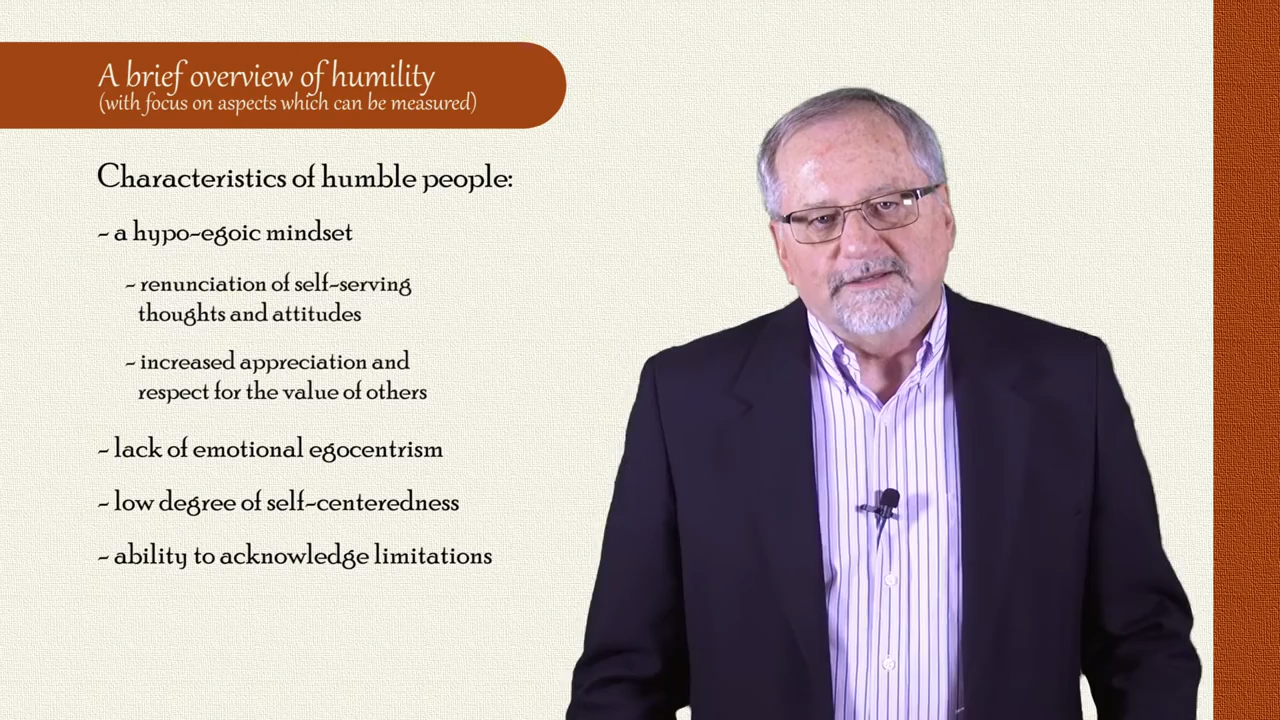 A brief overview of humility
(with focus on aspects which can be measured)
Characteristics of humble people:
- a hypo-egoic mindset
- renunciation of self-serving
thoughts and attitudes
- increased appreciation and
respect for the value of others
- lack of emotional egocentrism
- low degree of self-centeredness
- ability to acknowledge limitations